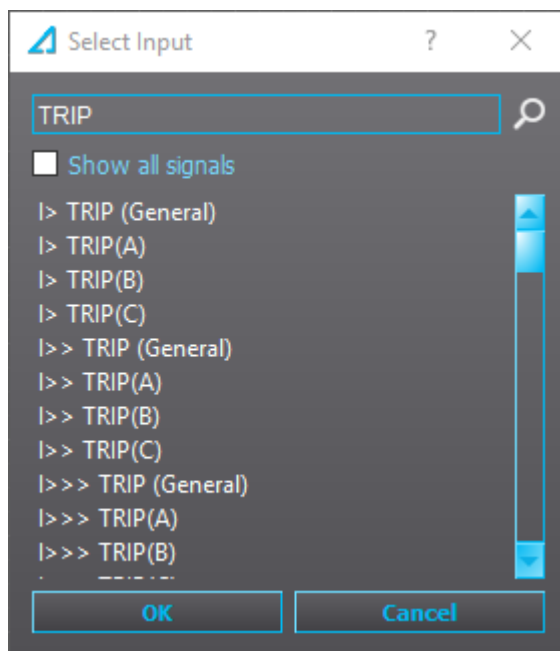 Select Input ?
TRIP
Show all signals
I> TRIP (General)
I> TRIP(A)
I> TRIP(B)
I> TRIP(C)
I>> TRIP (General)
I>> TRIP(A)
I>> TRIP(B)
I>> TRIP(C)
I>>> TRIP (General)
I>>> TRIP(A)
I>>> TRIP(B)
OK Cancel